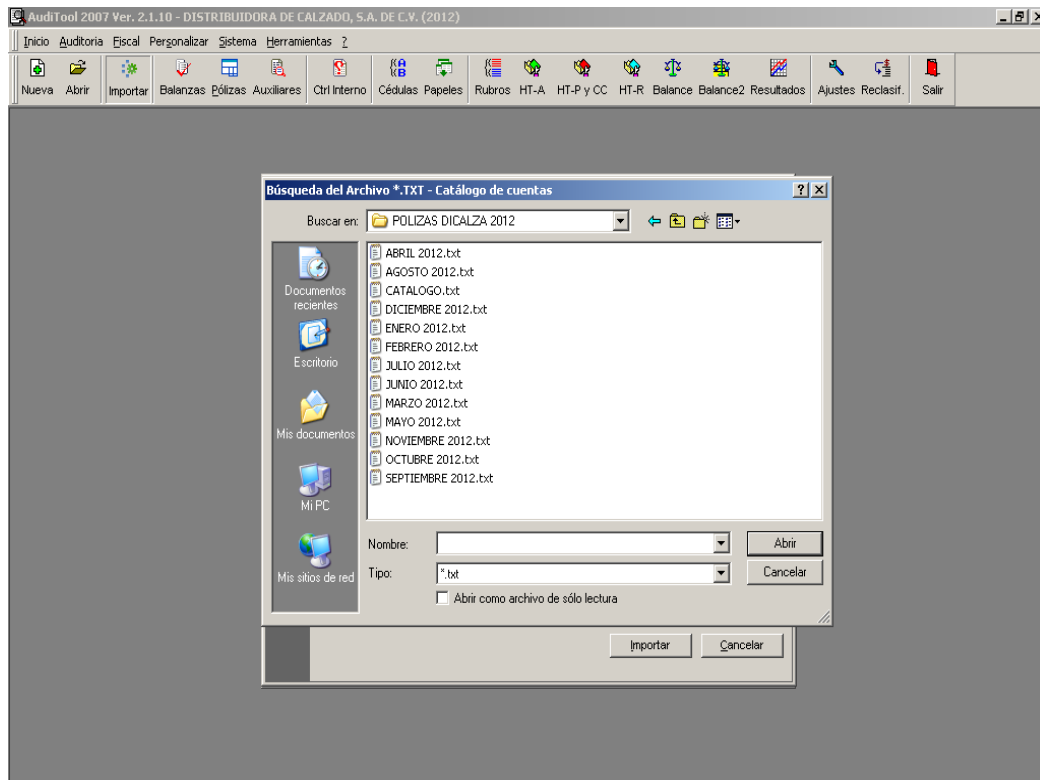 AudiTool 2007 Ver. 2.1.10 - DISTRIBUIDORA DE CALZADO, S.A. DE C.V. (2012)
Inicio Auditoria Fiscal Personalizar Sistema Herramientas ?
Nueva Abrir Importar Balanzas Pólizas Auxiliares Ctrl Interno Cédulas Papeles Rubros HT-A HT-P y CC HT-R Balance Balance2 Resultados Ajustes Reclasif. Salir
Búsqueda del Archivo *.TXT - Catálogo de cuentas
Buscar en: POLIZAS DICALZA 2012
Documentos recientes
Escritorio
Mis documentos
Mi PC
Mis sitios de red
ABRIL 2012.txt
AGOSTO 2012.txt
CATALOGO.txt
DICIEMBRE 2012.txt
ENERO 2012.txt
FEBRERO 2012.txt
JULIO 2012.txt
JUNIO 2012.txt
MARZO 2012.txt
MAYO 2012.txt
NOVIEMBRE 2012.txt
OCTUBRE 2012.txt
SEPTIEMBRE 2012.txt
Nombre: Abrir
Tipo: *.txt Cancelar
Abrir como archivo de sólo lectura
Importar Cancelar